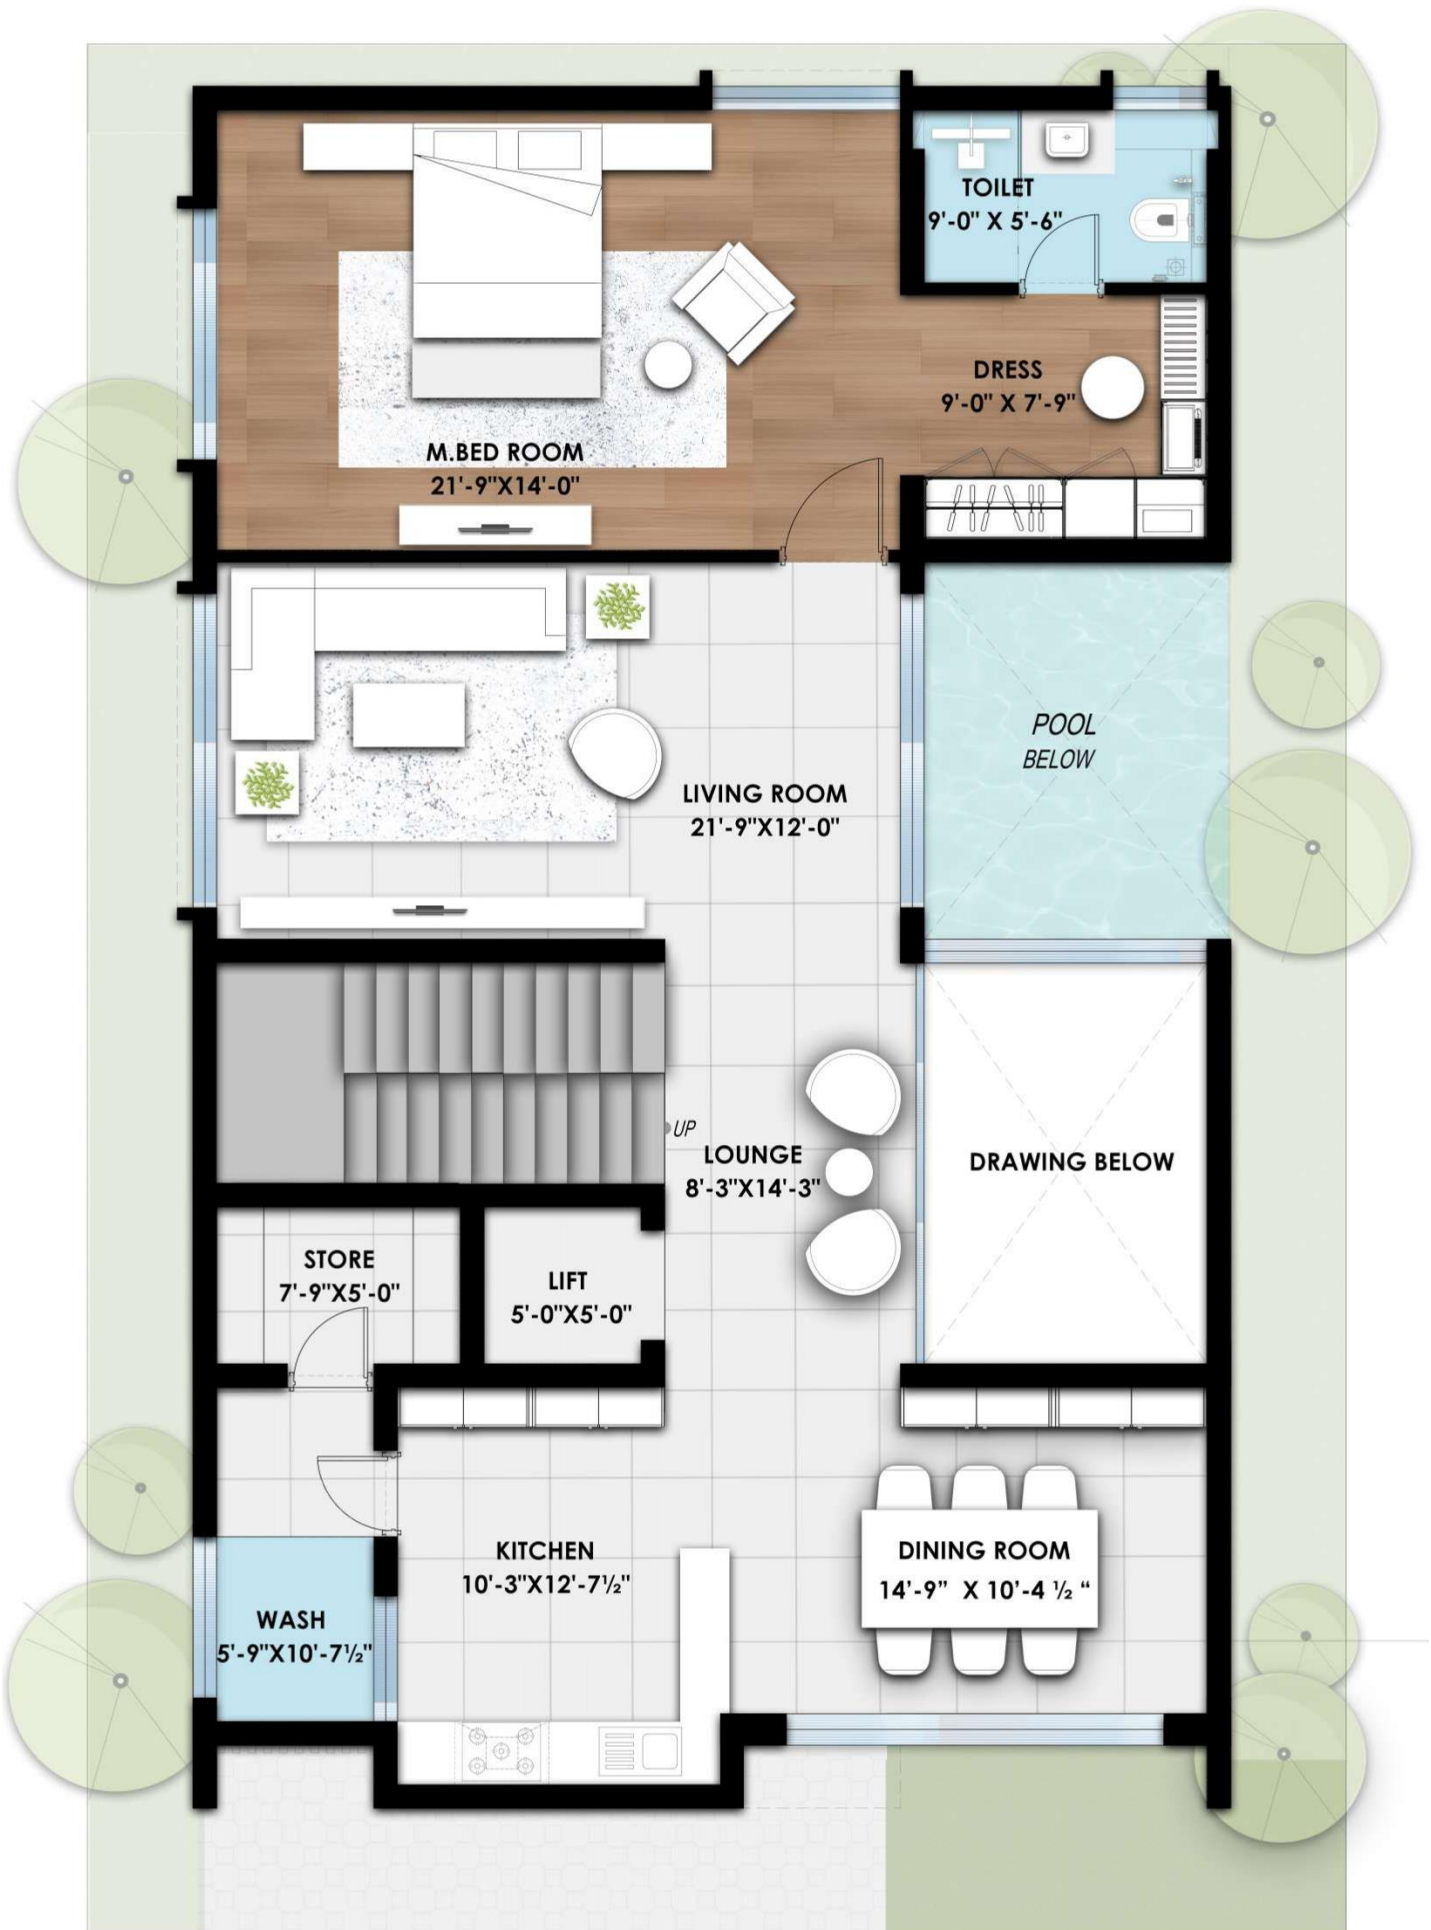 TOILET
9'-0" X 5'-6"
DRESS
9'-0" X 7'-9"
M.BED ROOM
21'-9"X14'-0"
POOL
BELOW
LIVING ROOM
21'-9"X12'-0"
UP
LOUNGE
8'-3"X14'-3"
DRAWING BELOW
STORE
7'-9"X5'-0"
LIFT
5'-0"X5'-0"
KITCHEN
10'-3"X12'-7½"
DINING ROOM
14’-9” X 10’-4 ½ “
WASH
5'-9"X10'-7½"